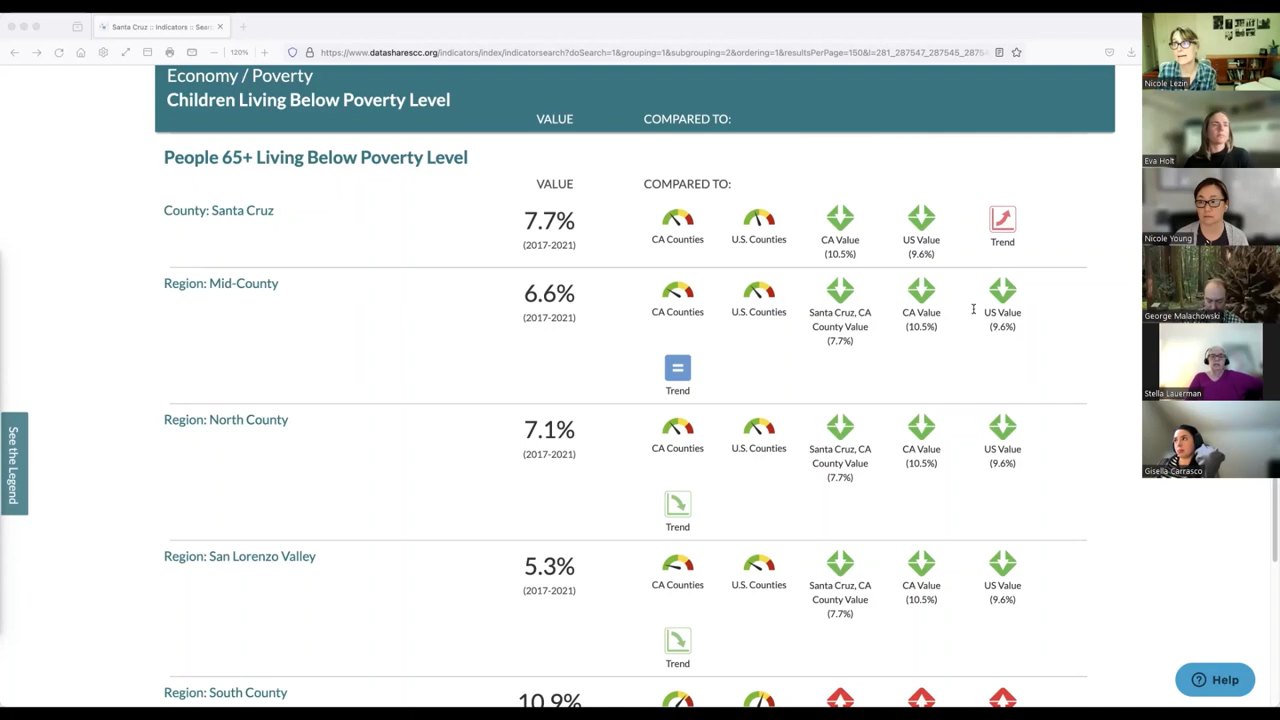 Santa Cruz :: Indicators :: Sear
120%
https://www.datasharescc.org/indicators/index/indicatorsearch?doSearch=1&grouping=1&subgrouping=2&ordering=1&resultsPerPage=150&l=281_287547_287545_2875
Economy / Poverty
Children Living Below Poverty Level
VALUE COMPARED TO:
People 65+ Living Below Poverty Level
VALUE COMPARED TO:
County: Santa Cruz
7.7%
(2017-2021)
CA Counties
U.S. Counties
CA Value
(10.5%)
US Value
(9.6%)
Trend
Region: Mid-County
6.6%
(2017-2021)
CA Counties
U.S. Counties
Santa Cruz, CA
County Value
(7.7%)
CA Value
(10.5%)
US Value
(9.6%)
=
Trend
Region: North County
7.1%
(2017-2021)
CA Counties
U.S. Counties
Santa Cruz, CA
County Value
(7.7%)
CA Value
(10.5%)
US Value
(9.6%)
Trend
Region: San Lorenzo Valley
5.3%
(2017-2021)
CA Counties
U.S. Counties
Santa Cruz, CA
County Value
(7.7%)
CA Value
(10.5%)
US Value
(9.6%)
Trend
Region: South County
10.9%
See the Legend
? Help
Nicole Lezin
Eva Holt
Nicole Young
George Malachowski
Stella Lauerman
Gisella Carrasco